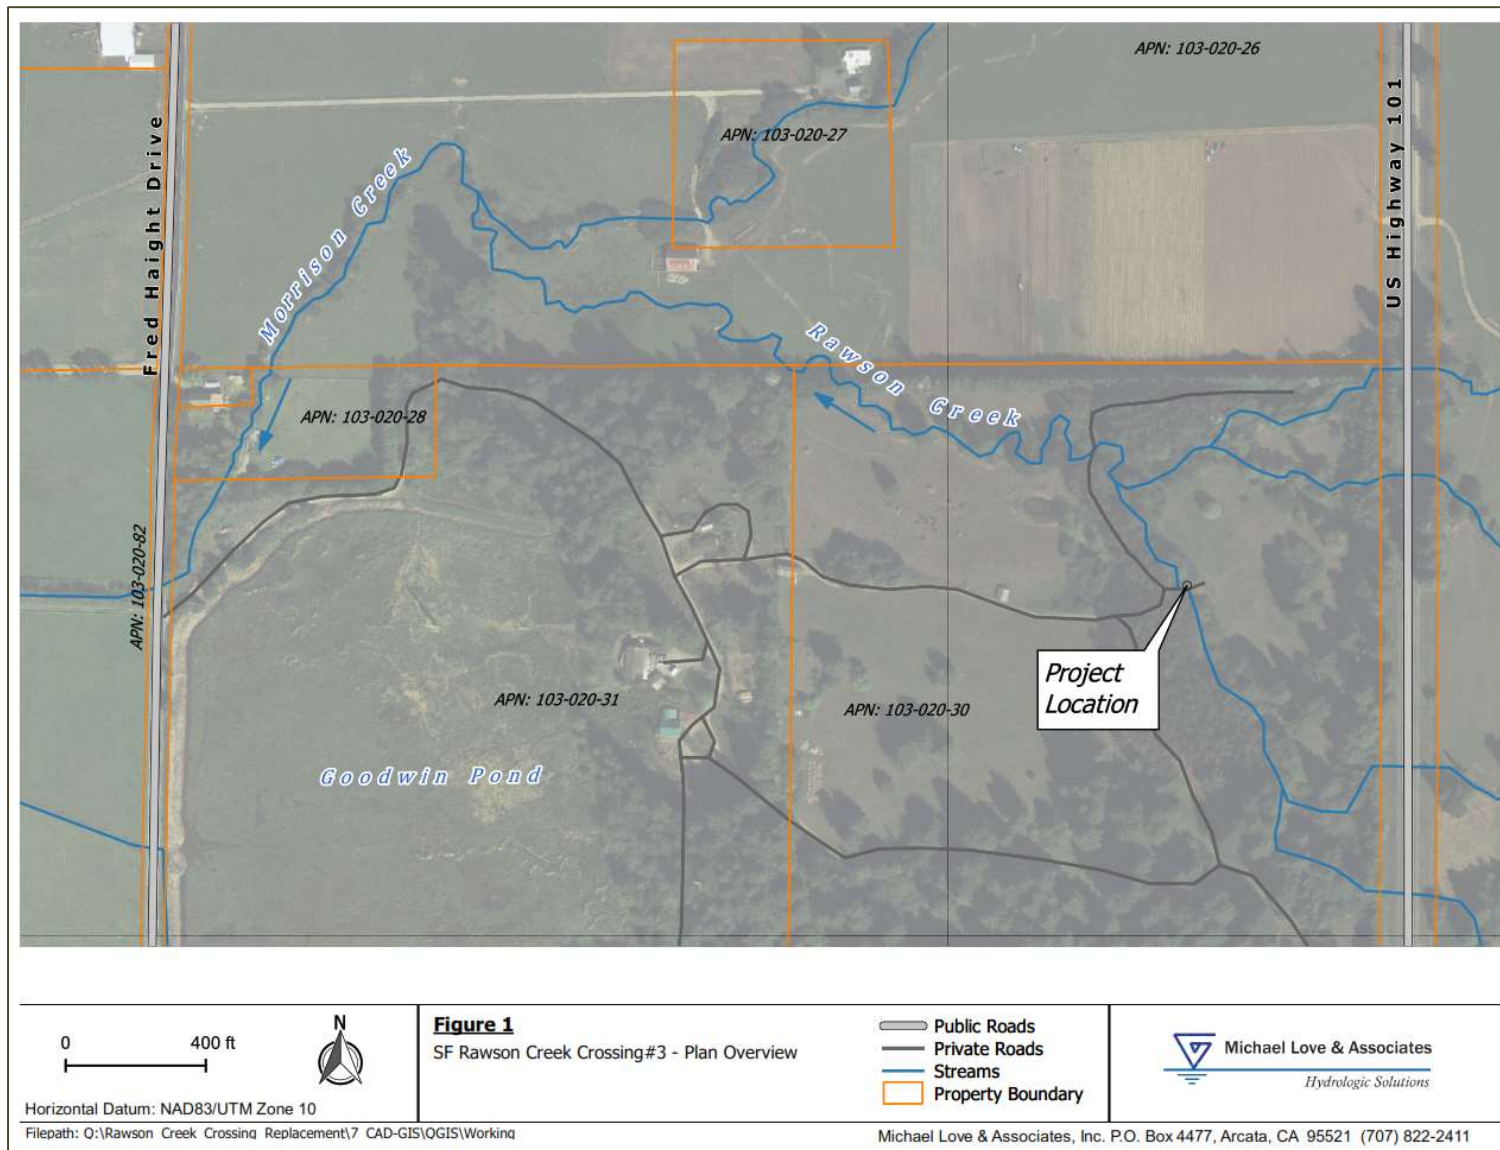 APN: 103-020-26
US Highway 101
Fred Haight Drive
APN: 103-020-27
Morrison Creek
Rawson Creek
APN: 103-020-28
APN: 103-020-82
Project
Location
APN: 103-020-31
APN: 103-020-30
Goodwin Pond
0 400 ft
N
Horizontal Datum: NAD83/UTM Zone 10
Filepath: Q:\Rawson Creek Crossing Replacement\7 CAD-GIS\QGIS\Working
Figure 1
SF Rawson Creek Crossing#3 - Plan Overview
Public Roads
Private Roads
Streams
Property Boundary
Michael Love & Associates
Hydrologic Solutions
Michael Love & Associates, Inc. P.O. Box 4477, Arcata, CA 95521 (707) 822-2411